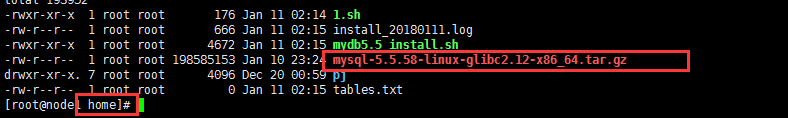 total 193932
-rwxr-xr-x  1 root root       176 Jan 11 02:14 1.sh
-rw-r--r--  1 root root       666 Jan 11 02:15 install_20180111.log
-rwxr-xr-x  1 root root      4672 Jan 11 02:15 mydb5.5_install.sh
-rw-r--r--  1 root root 198585153 Jan 10 23:24 mysql-5.5.58-linux-glibc2.12-x86_64.tar.gz
drwxr-xr-x. 7 root root      4096 Dec 20 00:59 pj
-rw-r--r--  1 root root         0 Jan 11 02:15 tables.txt
[root@node1 home]#